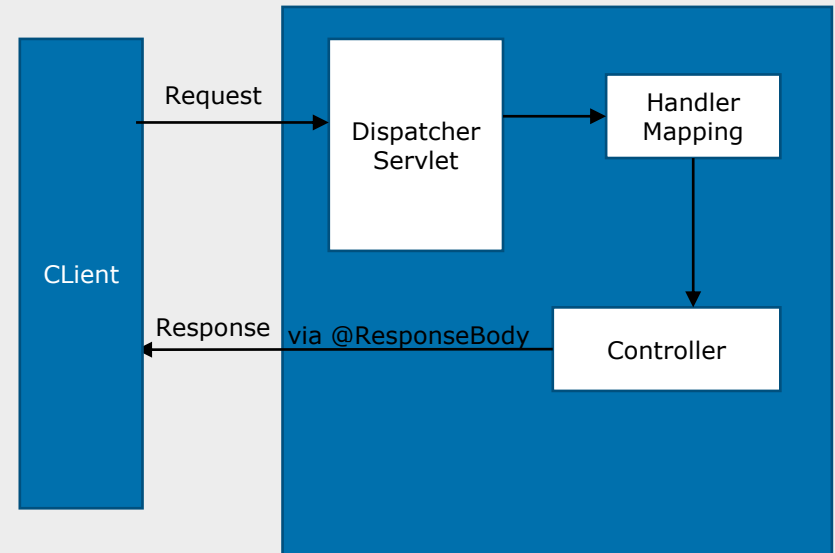 Request
Dispatcher
Servlet
Handler
Mapping
CLient
Response
via @ResponseBody
Controller